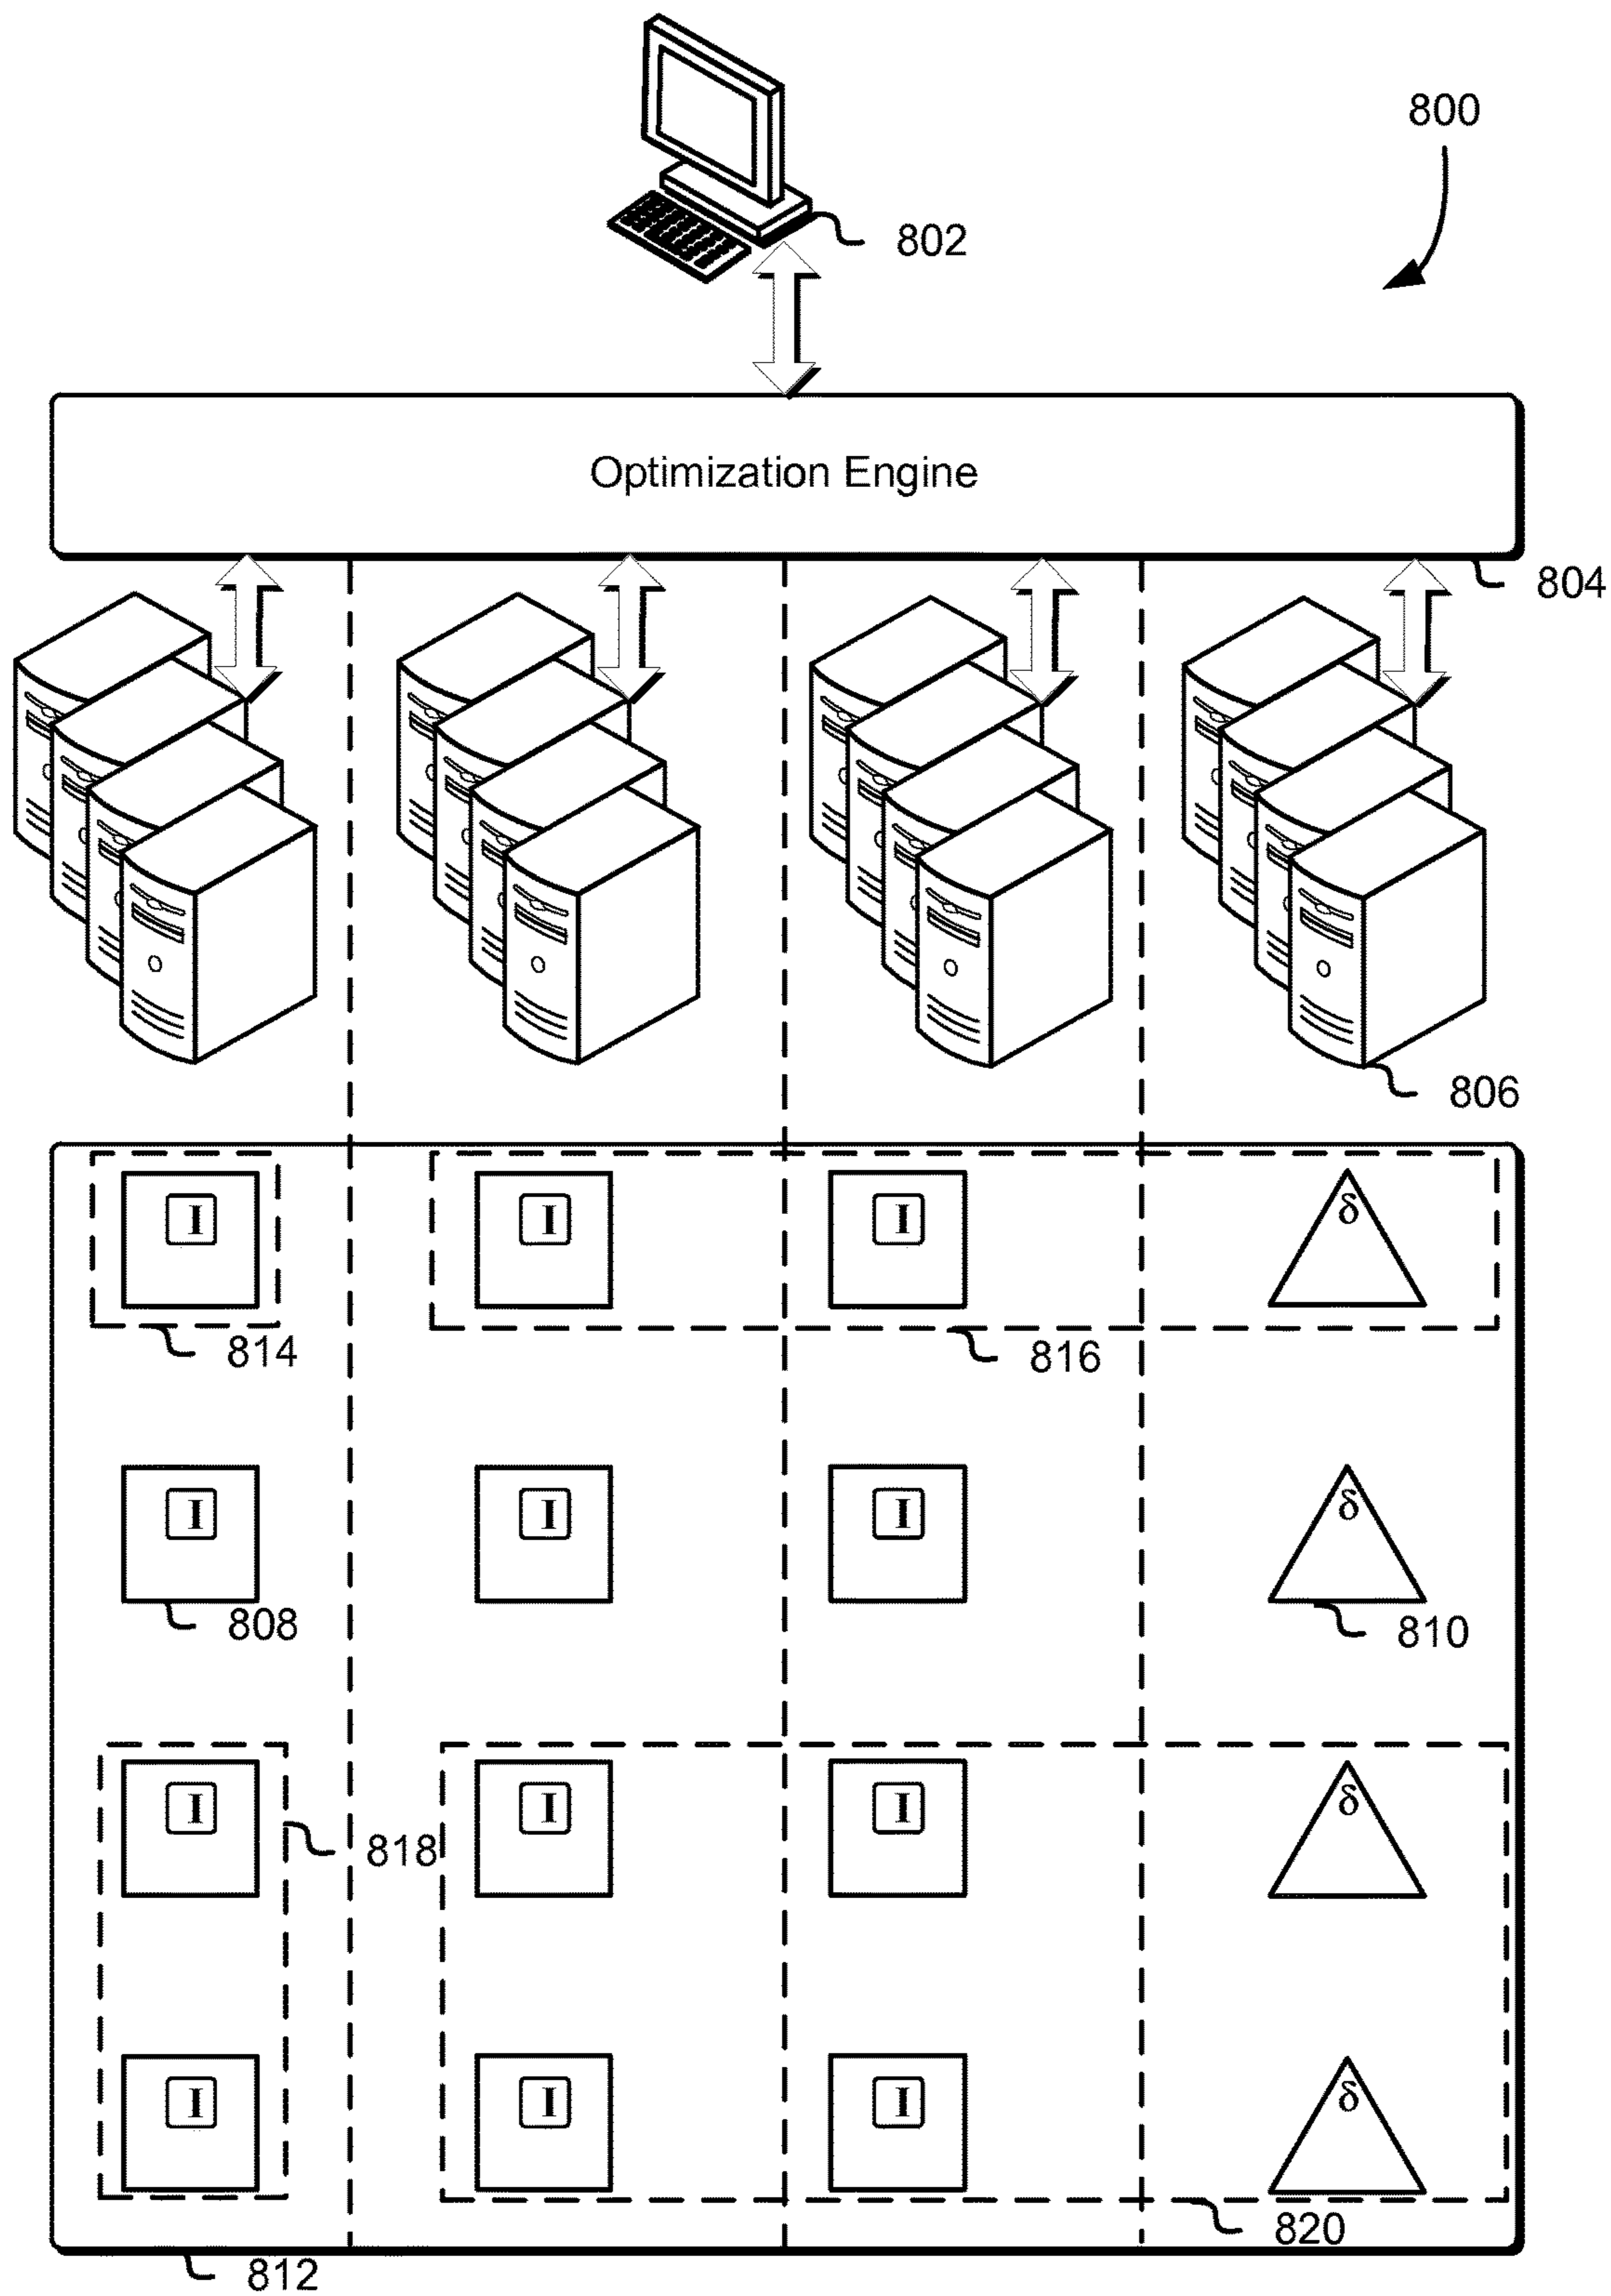 800
802
Optimization Engine
804
806
I I I δ
814 816
I I I δ
808 810
I I I δ
818
I I I δ
820
812